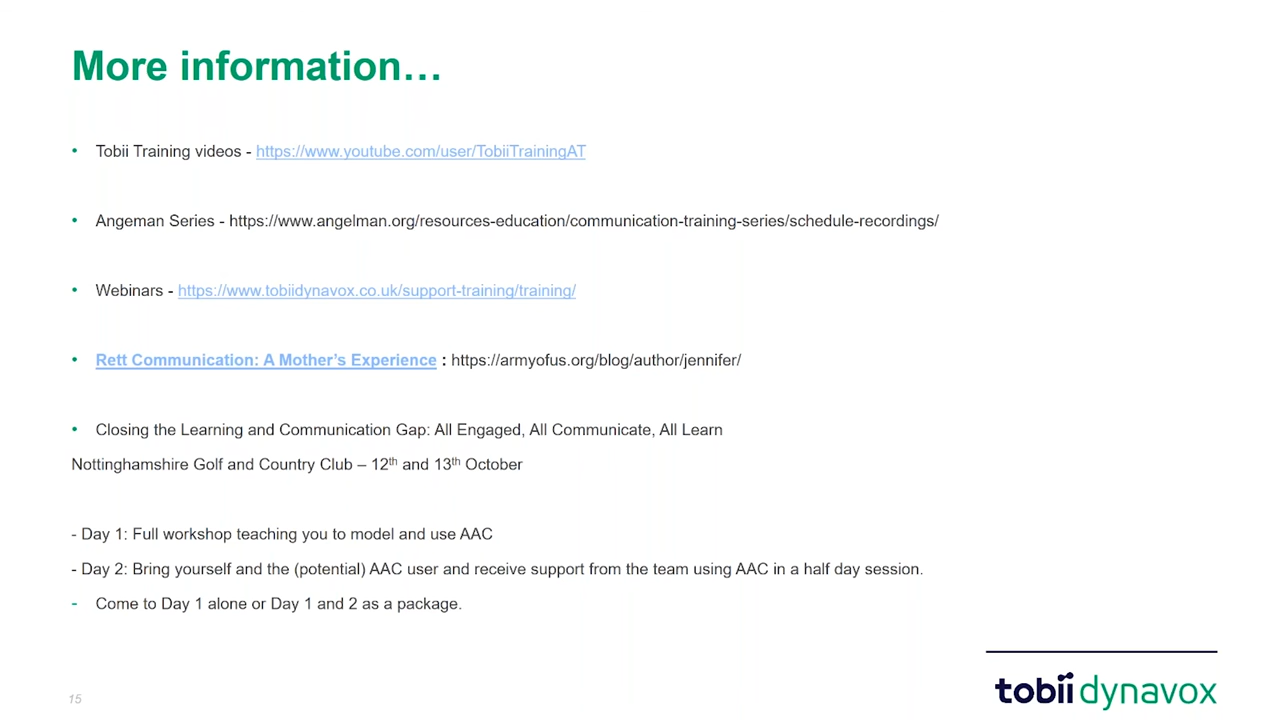 More information…
• Tobii Training videos - https://www.youtube.com/user/TobiiTrainingAT
• Angeman Series - https://www.angelman.org/resources-education/communication-training-series/schedule-recordings/
• Webinars - https://www.tobiidynavox.co.uk/support-training/training/
• Rett Communication: A Mother’s Experience : https://armyofus.org/blog/author/jennifer/
• Closing the Learning and Communication Gap: All Engaged, All Communicate, All Learn
Nottinghamshire Golf and Country Club – 12th and 13th October
- Day 1: Full workshop teaching you to model and use AAC
- Day 2: Bring yourself and the (potential) AAC user and receive support from the team using AAC in a half day session.
- Come to Day 1 alone or Day 1 and 2 as a package.
15
tobii dynavox